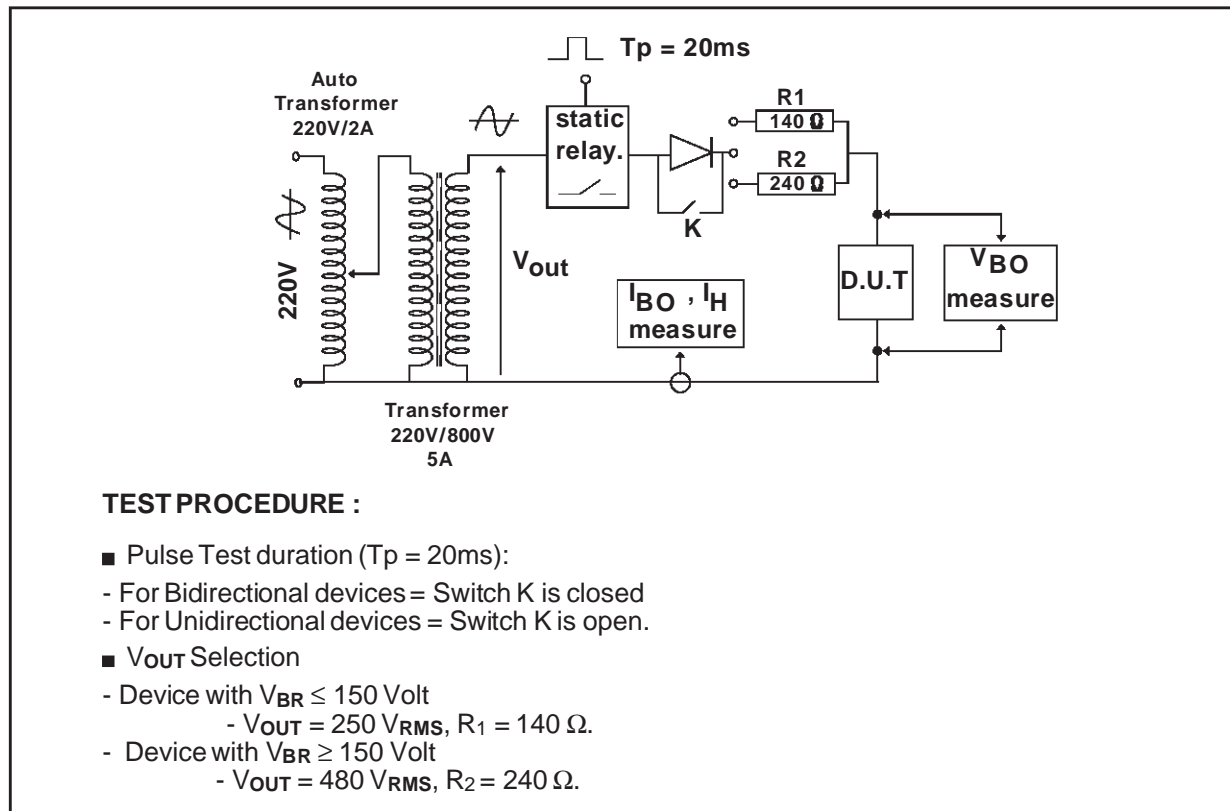 Tp = 20ms
Auto
Transformer
220V/2A
static
relay.
R1
140 Ω
R2
240 Ω
K
220V
Vout
IBO , IH
measure
D.U.T
VBO
measure
Transformer
220V/800V
5A
TEST PROCEDURE :
■ Pulse Test duration (Tp = 20ms):
- For Bidirectional devices = Switch K is closed
- For Unidirectional devices = Switch K is open.
■ VOUT Selection
- Device with VBR ≤ 150 Volt
- VOUT = 250 VRMS, R1 = 140 Ω.
- Device with VBR ≥ 150 Volt
- VOUT = 480 VRMS, R2 = 240 Ω.